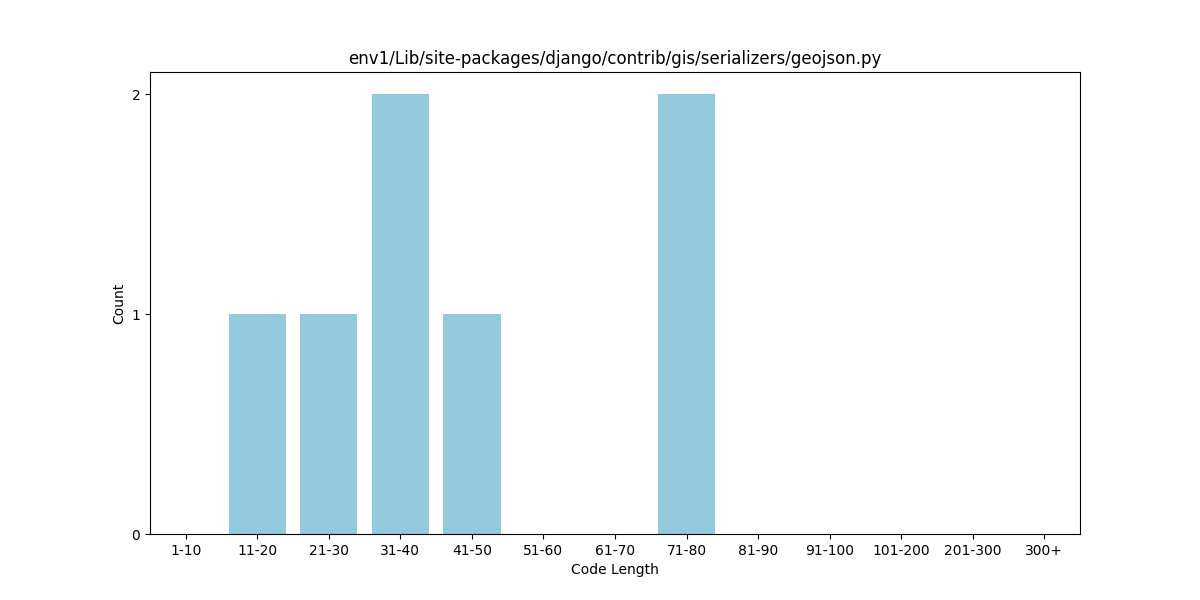 env1/Lib/site-packages/django/contrib/gis/serializers/geojson.py
2
1
0
Count
1-10 11-20 21-30 31-40 41-50 51-60 61-70 71-80 81-90 91-100 101-200 201-300 300+
Code Length